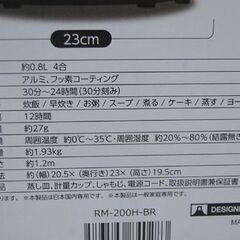 23cm
約0.8L 4合
アルミ、フッ素コーティング
30分～24時間(30分刻み)
炊飯 / 早炊き / お粥 / スープ / 煮る / ケーキ / 蒸す / ヨー
12時間
約27g
周囲温度 約0℃～35℃・周囲湿度 約20%～80%(結露
約1.93kg
約1.2m
約(幅)20.5×(奥行き)23×(高さ)19.5cm
蒸し皿、計量カップ、しゃもじ、電源コード、取扱説明書兼保証書
RM-200H-BR
DESIGNE
MA